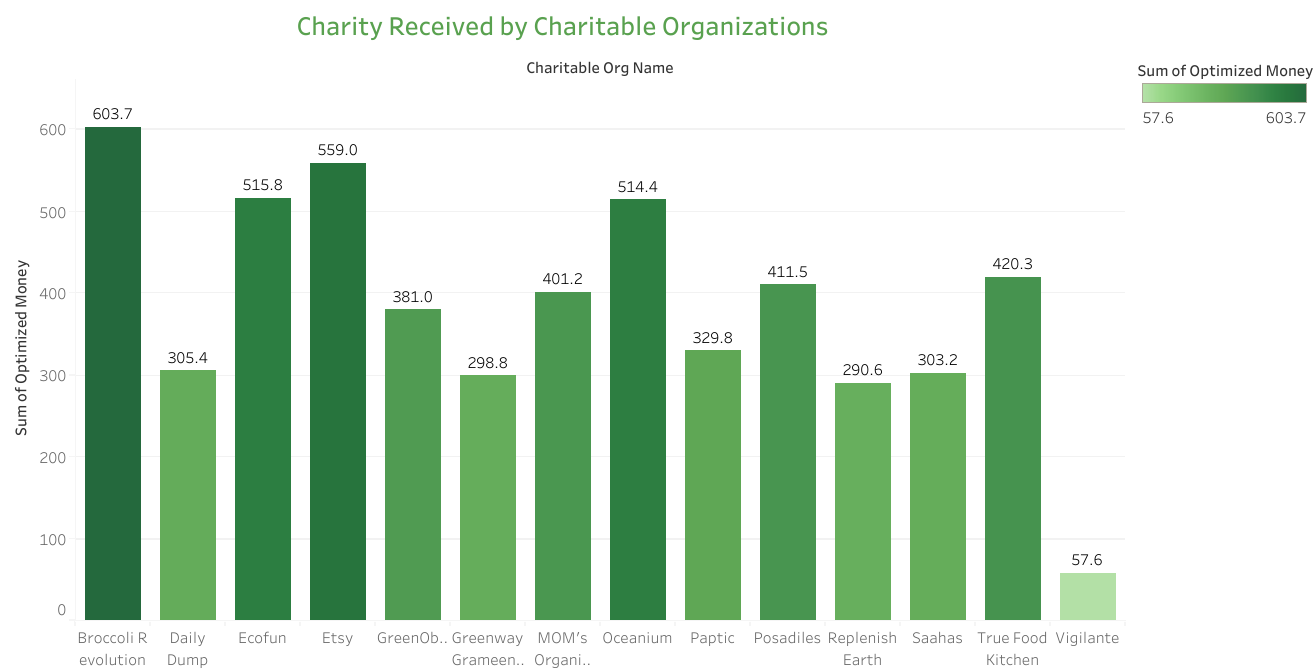 Charity Received by Charitable Organizations
Charitable Org Name
Sum of Optimized Money
57.6 603.7
Sum of Optimized Money
600
500
400
300
200
100
0
603.7
305.4
515.8
559.0
381.0
298.8
401.2
514.4
329.8
411.5
290.6
303.2
420.3
57.6
Broccoli R
evolution
Daily
Dump
Ecofun
Etsy
GreenOb..
Greenway
Grameen..
MOM's
Organi..
Oceanium
Paptic
Posadiles
Replenish
Earth
Saahas
True Food
Kitchen
Vigilante